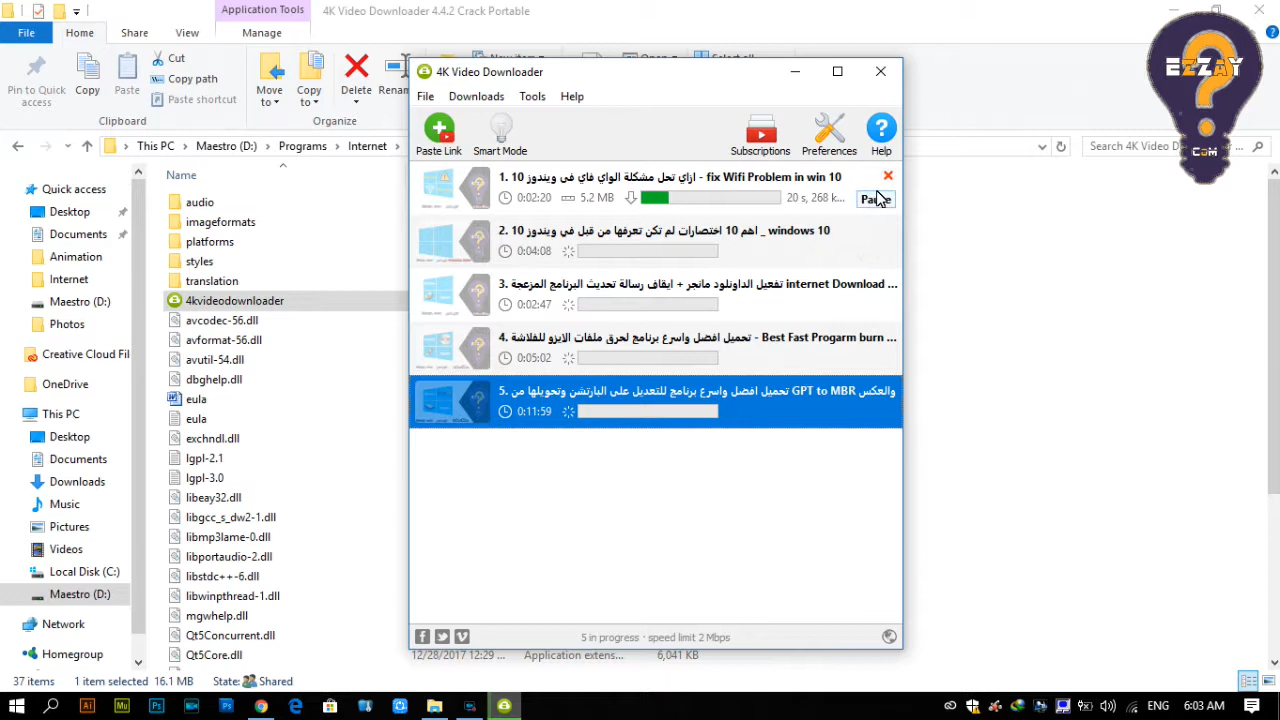 Application Tools
4K Video Downloader 4.4.2 Crack Portable
File
Home
Share
View
Manage
Pin to Quick access
Copy
Paste
Cut
Copy path
Paste shortcut
Move to
Copy to
Delete
Clipboard
Organize
This PC
Maestro (D:)
Programs
Internet
Search 4K Video D...
EZZAY
.COM
4K Video Downloader
File
Downloads
Tools
Help
Paste Link
Smart Mode
Subscriptions
Preferences
Help
1. ازاي تحل مشكلة الواي فاي في ويندوز 10 - fix Wifi Problem in win 10
0:02:20
5.2 MB
20 s, 268 k...
2. اهم 10 اختصارات لم تكن تعرفها من قبل في ويندوز 10 _ windows 10
0:04:08
3. تفعيل الداونلود مانجر + ايقاف رسالة تحديث البرنامج المزعجة internet Download ...
0:02:47
4. تحميل افضل واسرع برنامج لحرق ملفات الايزو للفلاشة - Best Fast Progarm burn ...
0:05:02
5. تحميل افضل واسرع برنامج للتعديل على البارتشن وتحويلها من GPT to MBR والعكس
0:11:59
5 in progress - speed limit 2 Mbps
Quick access
Desktop
Documents
Animation
Internet
Maestro (D:)
Photos
Creative Cloud Fil
OneDrive
This PC
Desktop
Documents
Downloads
Music
Pictures
Videos
Local Disk (C:)
Maestro (D:)
Network
Homegroup
Name
audio
imageformats
platforms
styles
translation
4kvideodownloader
avcodec-56.dll
avformat-56.dll
avutil-54.dll
dbghelp.dll
eula
eula
exchndl.dll
lgpl-2.1
lgpl-3.0
libeay32.dll
libgcc_s_dw2-1.dll
libmp3lame-0.dll
libportaudio-2.dll
libstdc++-6.dll
libwinpthread-1.dll
mgwhelp.dll
Qt5Concurrent.dll
Qt5Core.dll
12/28/2017 12:29 ...
Application extens...
6,041 KB
37 items
1 item selected
16.1 MB
State:
Shared
ENG
6:03 AM